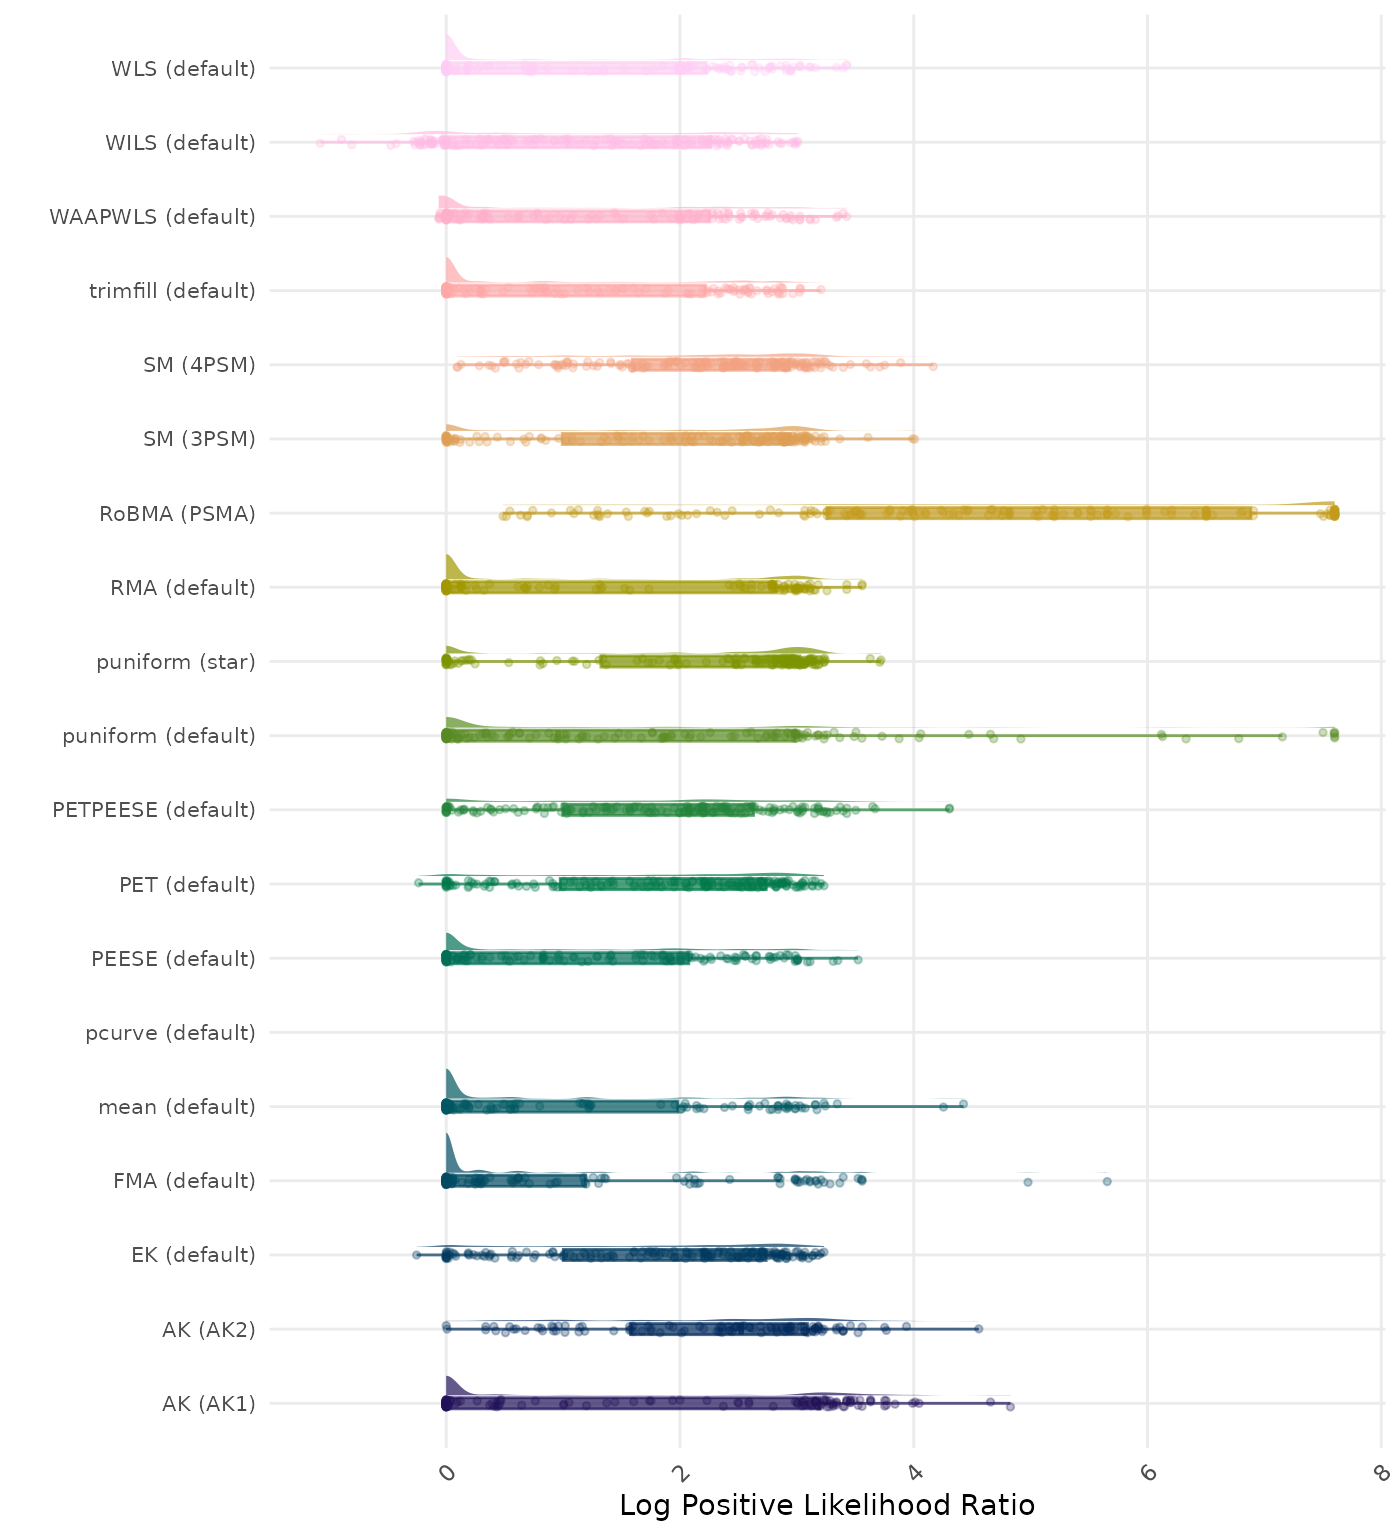 WLS (default)
WILS (default)
WAAPWLS (default)
trimfill (default)
SM (4PSM)
SM (3PSM)
RoBMA (PSMA)
RMA (default)
puniform (star)
puniform (default)
PETPEESE (default)
PET (default)
PEESE (default)
pcurve (default)
mean (default)
FMA (default)
EK (default)
AK (AK2)
AK (AK1)
0 2 4 6 8
Log Positive Likelihood Ratio